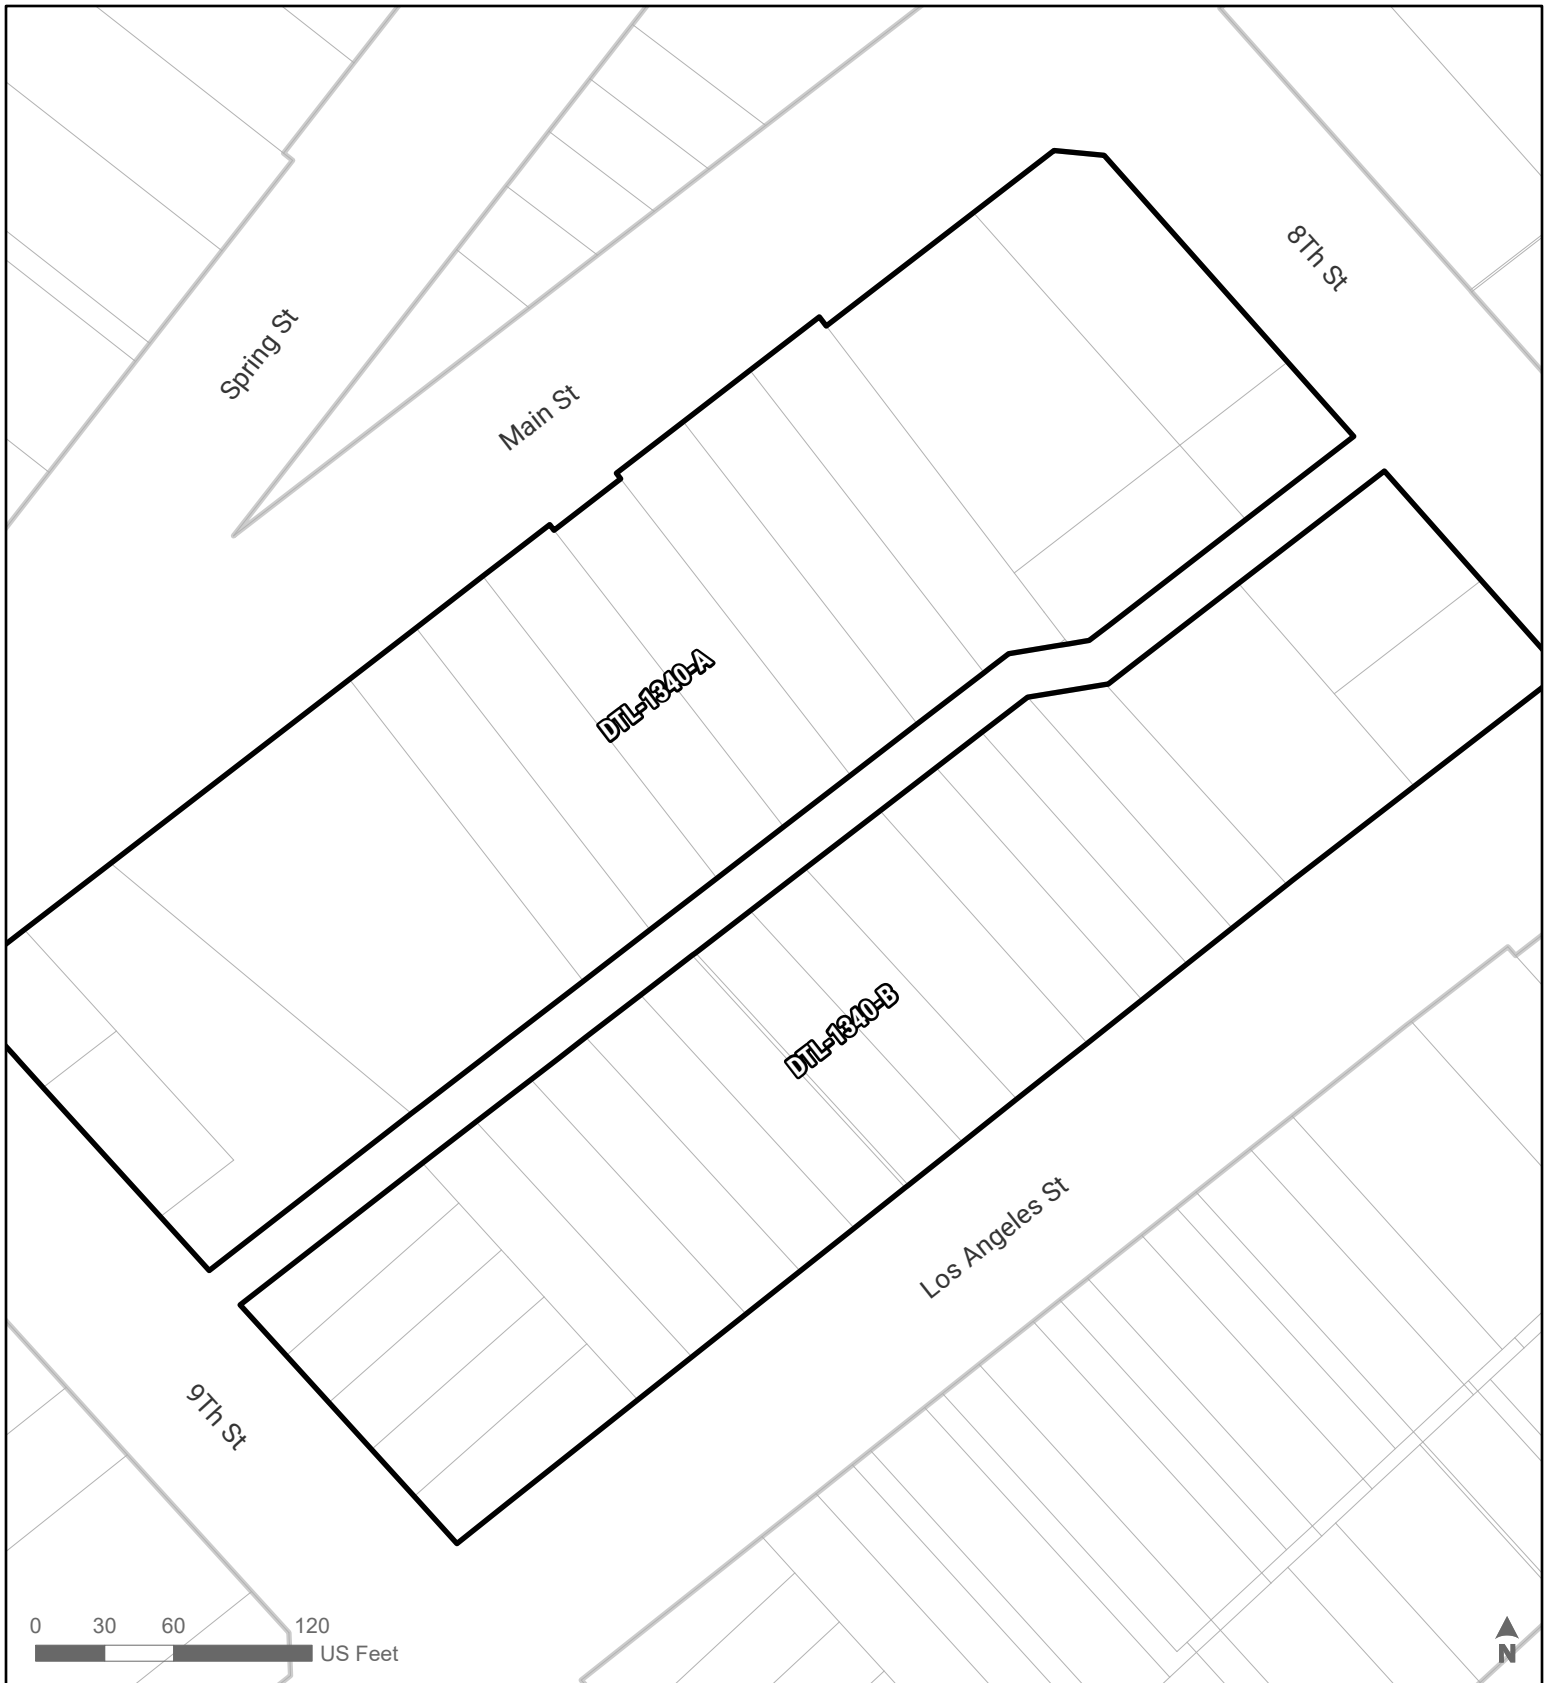 8Th St
Spring St
Main St
DTL-1340-A
DTL-1340-B
Los Angeles St
9Th St
0 30 60 120
US Feet
N